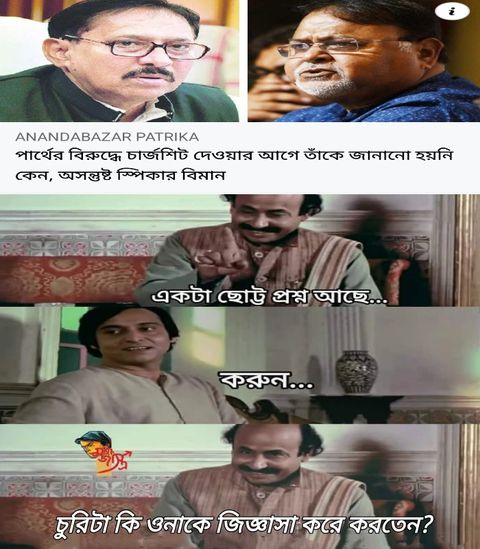 i
ANANDABAZAR PATRIKA
পার্থের বিরুদ্ধে চার্জশিট দেওয়ার আগে তাঁকে জানানো হয়নি
কেন, অসন্তুষ্ট স্পিকার বিমান
একটা ছোট্ট প্রশ্ন আছে...
করুন...
চুরিটা কি ওনাকে জিজ্ঞাসা করে করতেন?